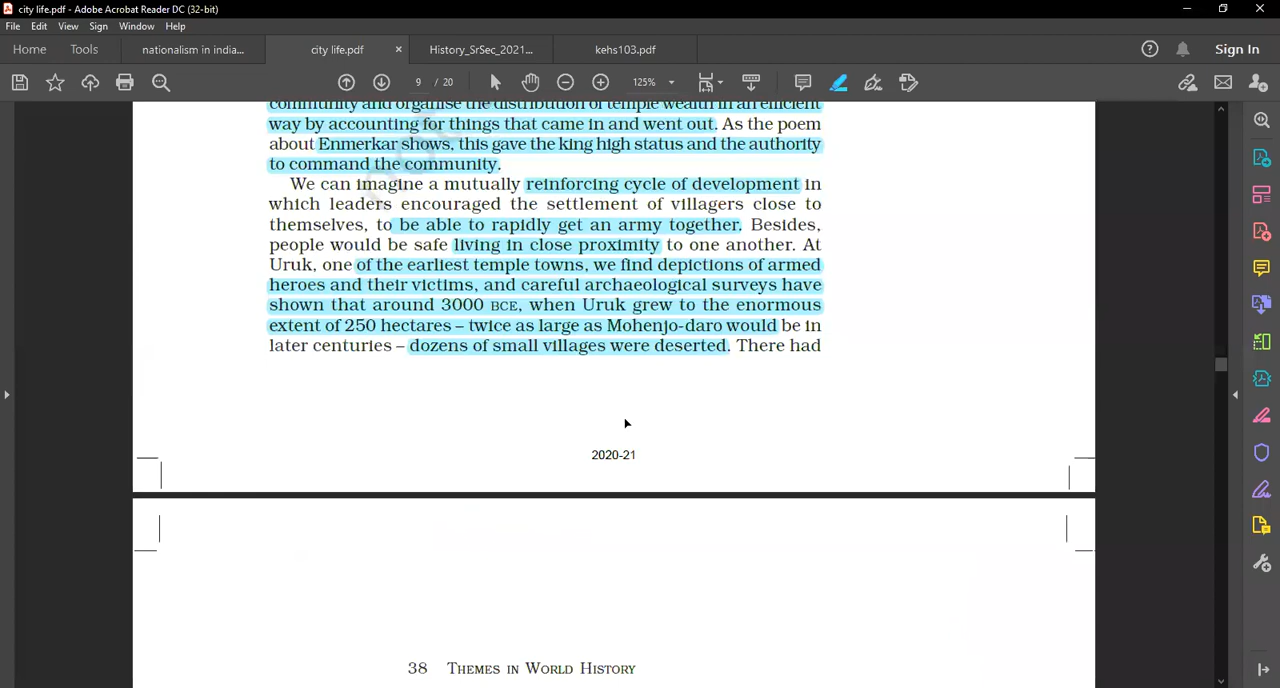 city life.pdf - Adobe Acrobat Reader DC (32-bit)
File Edit View Sign Window Help
Home Tools nationalism in india... city life.pdf × History_SrSec_2021... kehs103.pdf Sign In
9 / 20 125%
community and organise the distribution of temple wealth in an efficient
way by accounting for things that came in and went out. As the poem
about Enmerkar shows, this gave the king high status and the authority
to command the community.
We can imagine a mutually reinforcing cycle of development in
which leaders encouraged the settlement of villagers close to
themselves, to be able to rapidly get an army together. Besides,
people would be safe living in close proximity to one another. At
Uruk, one of the earliest temple towns, we find depictions of armed
heroes and their victims, and careful archaeological surveys have
shown that around 3000 BCE, when Uruk grew to the enormous
extent of 250 hectares – twice as large as Mohenjo-daro would be in
later centuries – dozens of small villages were deserted. There had
2020-21
38 THEMES IN WORLD HISTORY